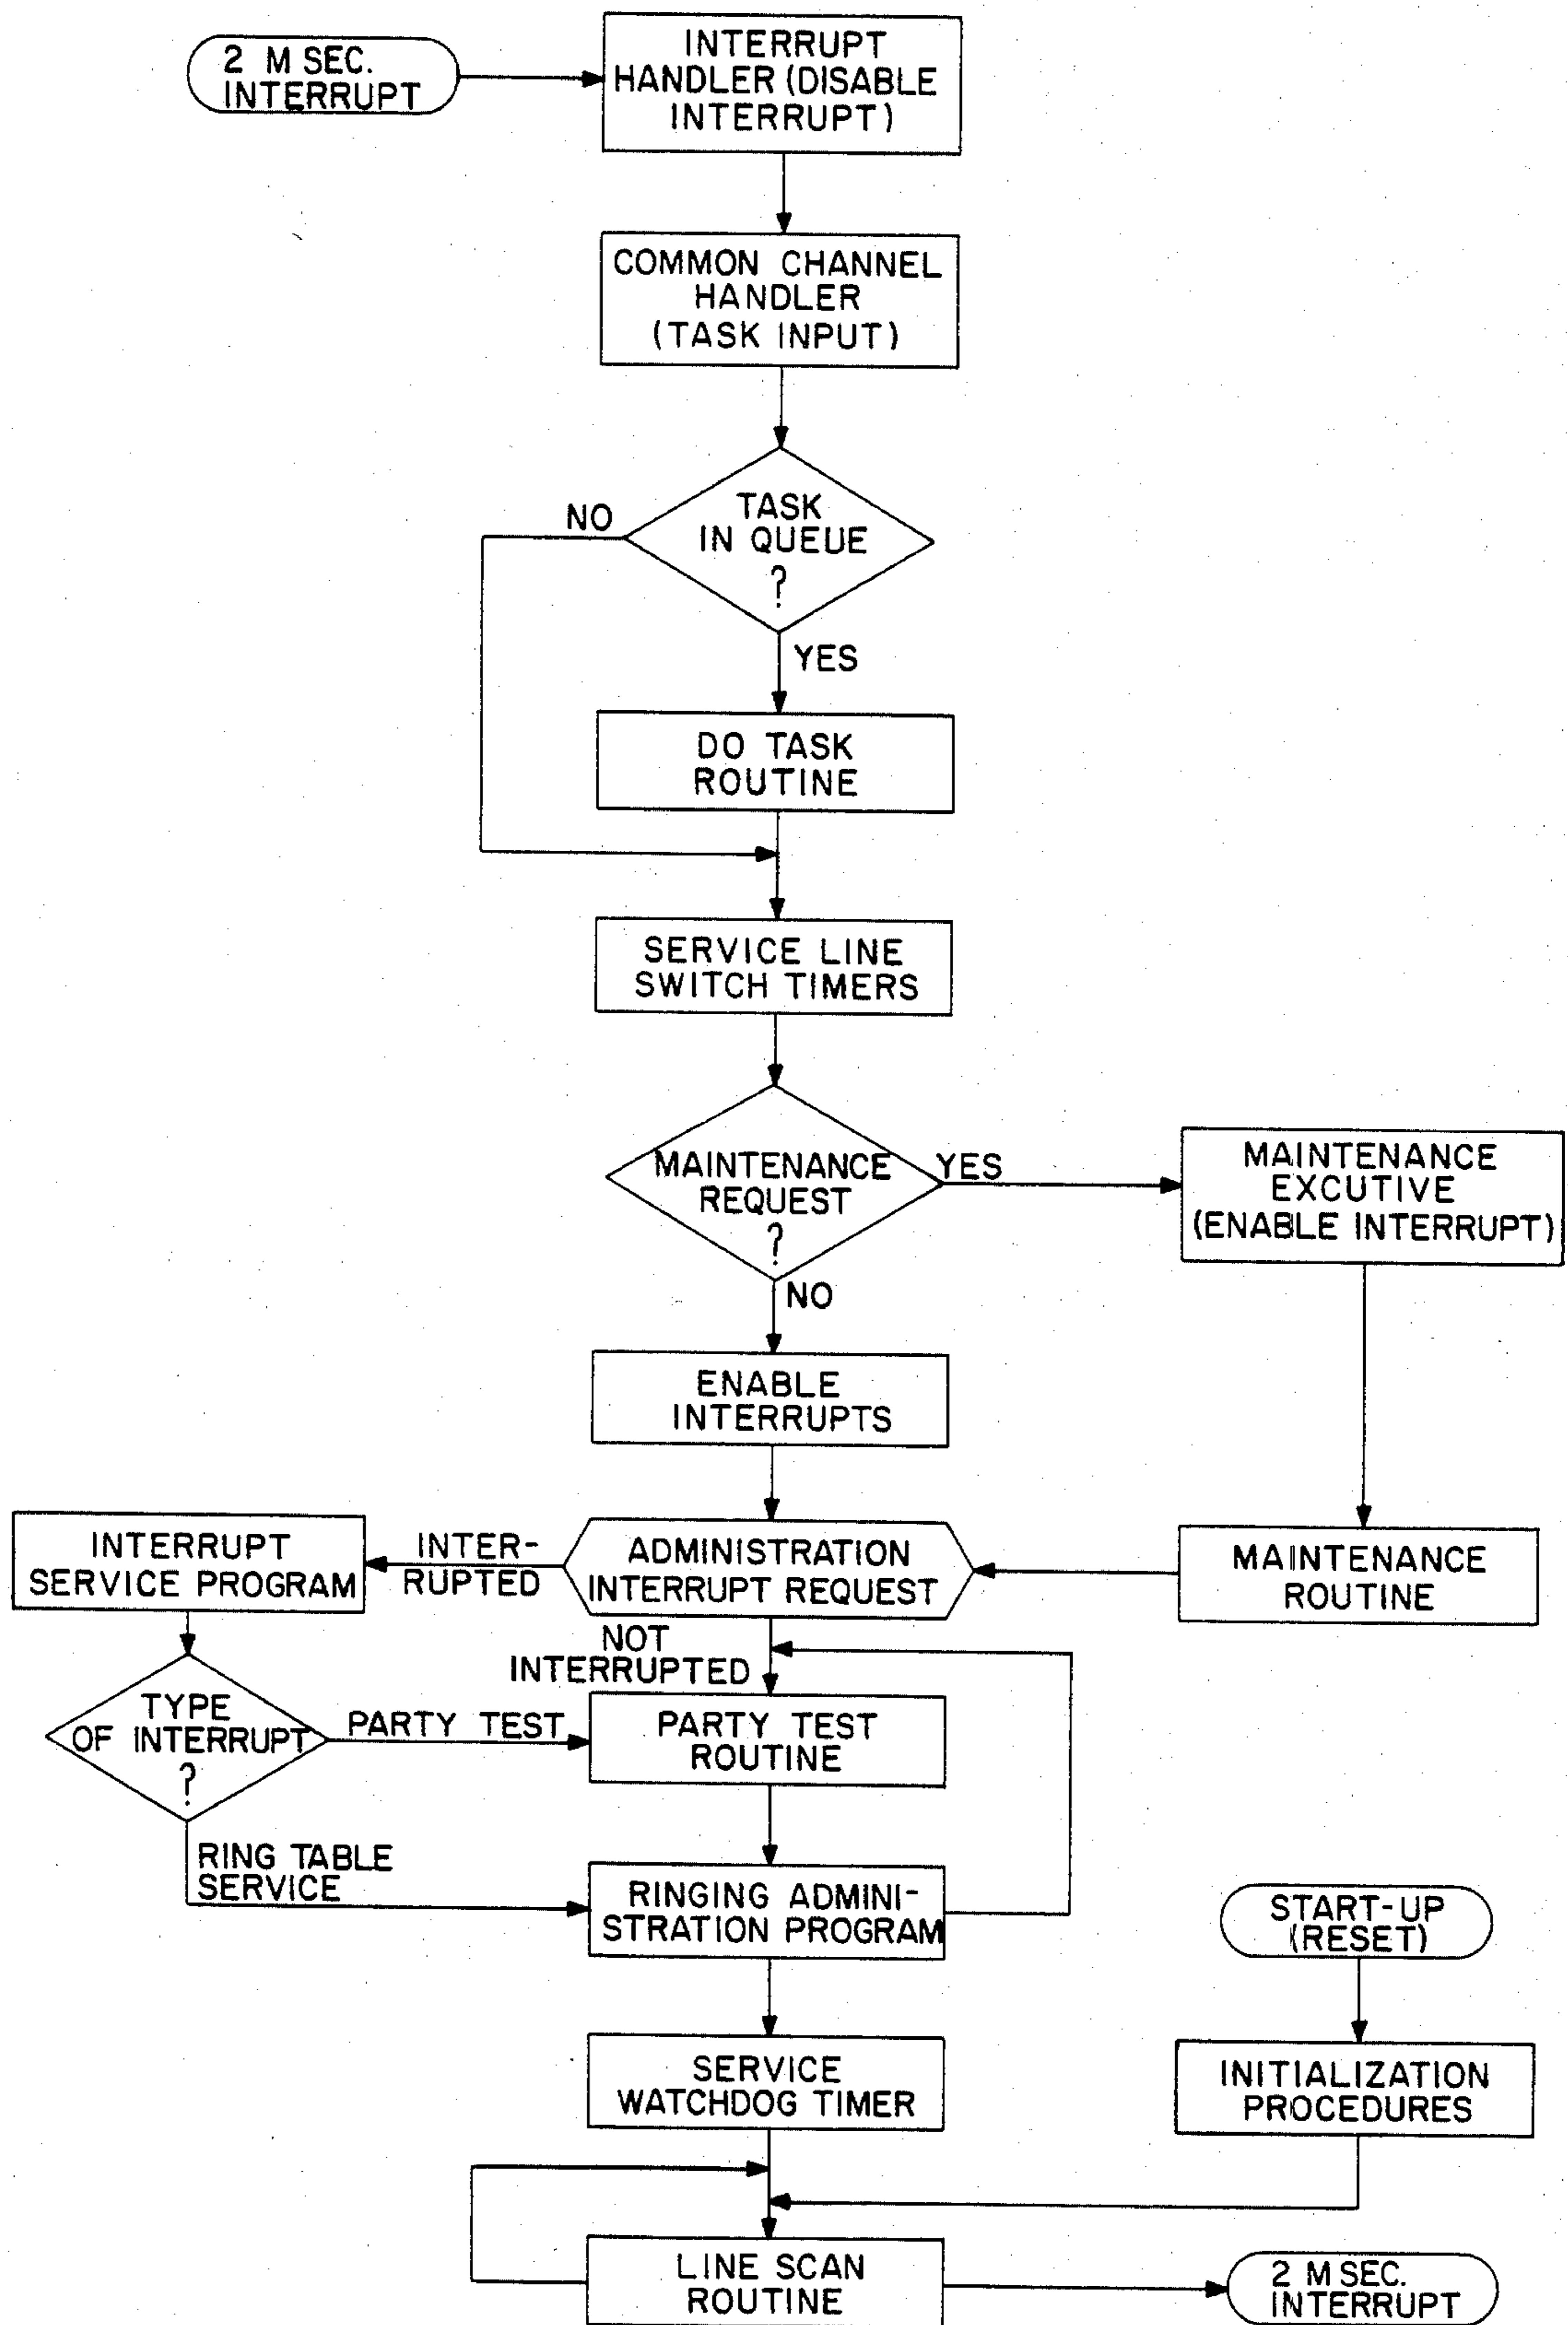 2 M SEC.
INTERRUPT
INTERRUPT
HANDLER (DISABLE
INTERRUPT)
COMMON CHANNEL
HANDLER
(TASK INPUT)
NO
TASK
IN QUEUE
?
YES
DO TASK
ROUTINE
SERVICE LINE
SWITCH TIMERS
MAINTENANCE
REQUEST
?
YES
MAINTENANCE
EXCUTIVE
(ENABLE INTERRUPT)
NO
ENABLE
INTERRUPTS
INTERRUPT
SERVICE PROGRAM
INTER-
RUPTED
ADMINISTRATION
INTERRUPT REQUEST
MAINTENANCE
ROUTINE
NOT
INTERRUPTED
TYPE
OF INTERRUPT
?
PARTY TEST
PARTY TEST
ROUTINE
RING TABLE
SERVICE
RINGING ADMINI-
STRATION PROGRAM
START-UP
(RESET)
SERVICE
WATCHDOG TIMER
INITIALIZATION
PROCEDURES
LINE SCAN
ROUTINE
2 M SEC.
INTERRUPT